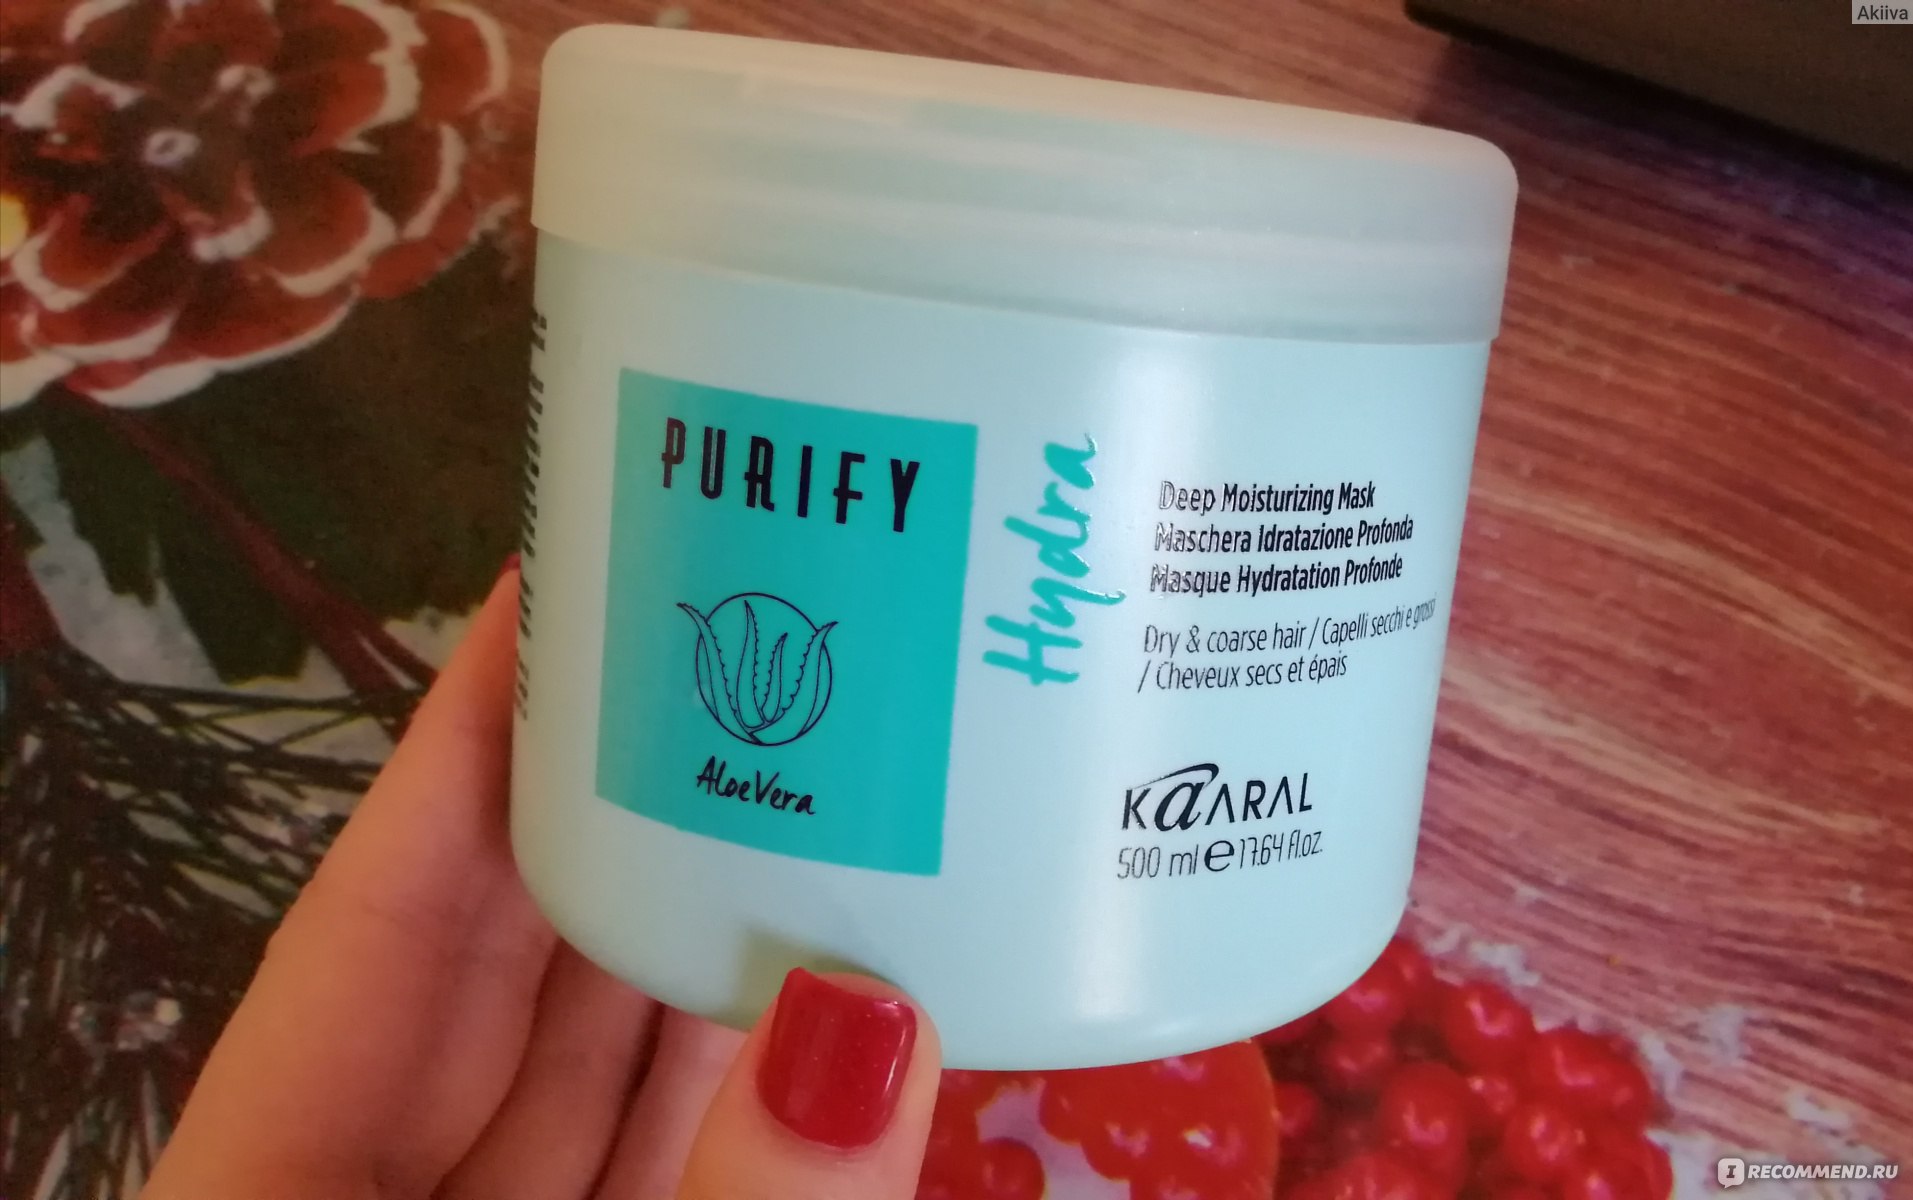 Akiiva
PURIFY
AloeVera
Hydra
Deep Moisturizing Mask
Maschera Idratazione Profonda
Masque Hydratation Profonde
Dry & coarse hair / Capelli secchi e grossi
/ Cheveux secs et épais
KAARAL
500 ml e 17.64 fl.oz.
IRECOMMEND.RU